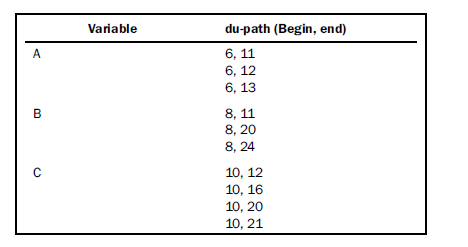 Variable du-path (Begin, end)
A 6, 11
6, 12
6, 13
B 8, 11
8, 20
8, 24
C 10, 12
10, 16
10, 20
10, 21